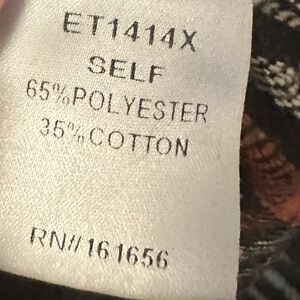 ET1414X
SELF
65%POLYESTER
35%COTTON
RN//161656